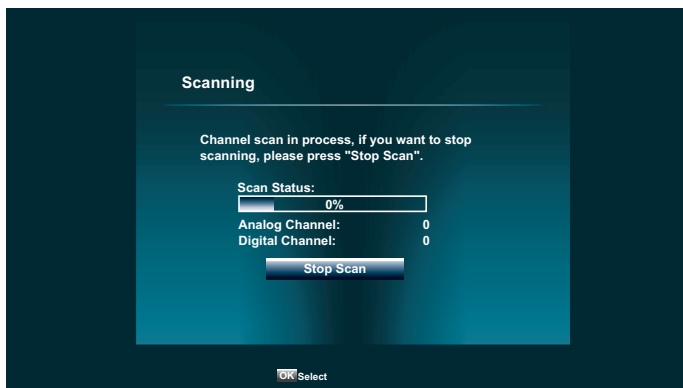 Scanning
Channel scan in process, if you want to stop
scanning, please press "Stop Scan".
Scan Status:
0%
Analog Channel: 0
Digital Channel: 0
Stop Scan
OK Select